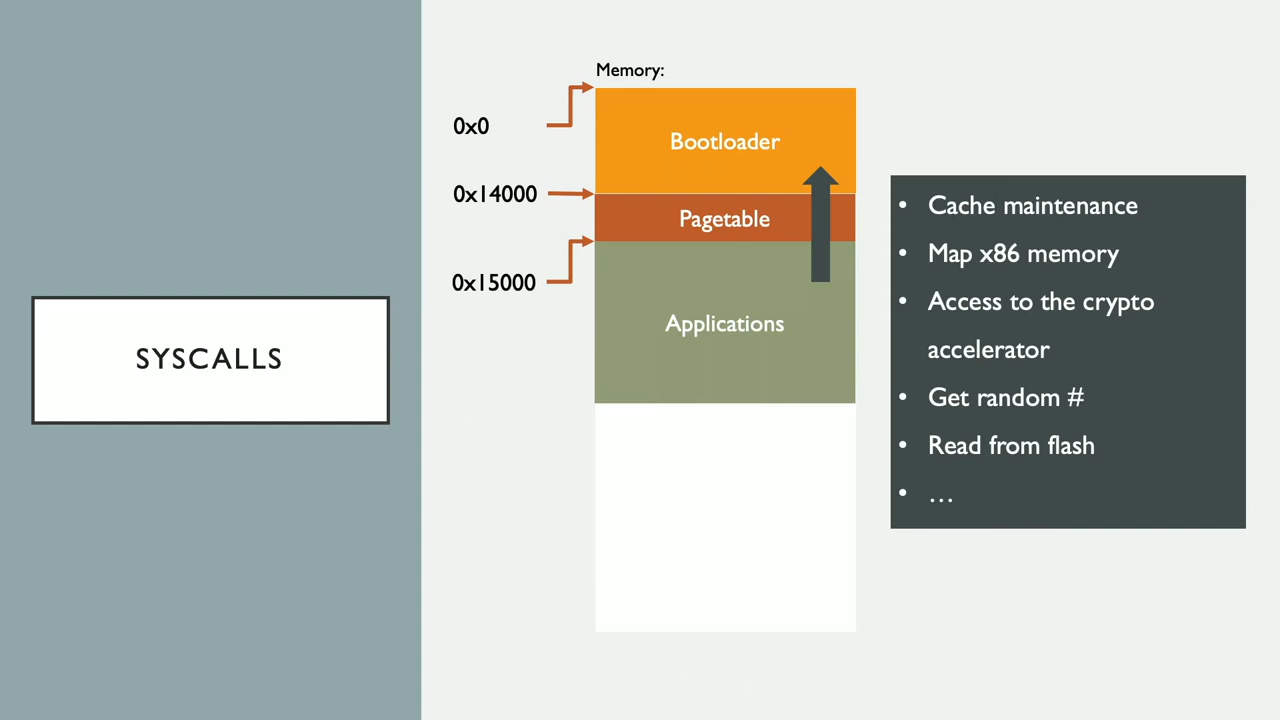 SYSCALLS
Memory:
0x0
Bootloader
0x14000
Pagetable
0x15000
Applications
• Cache maintenance
• Map x86 memory
• Access to the crypto
accelerator
• Get random #
• Read from flash
• …